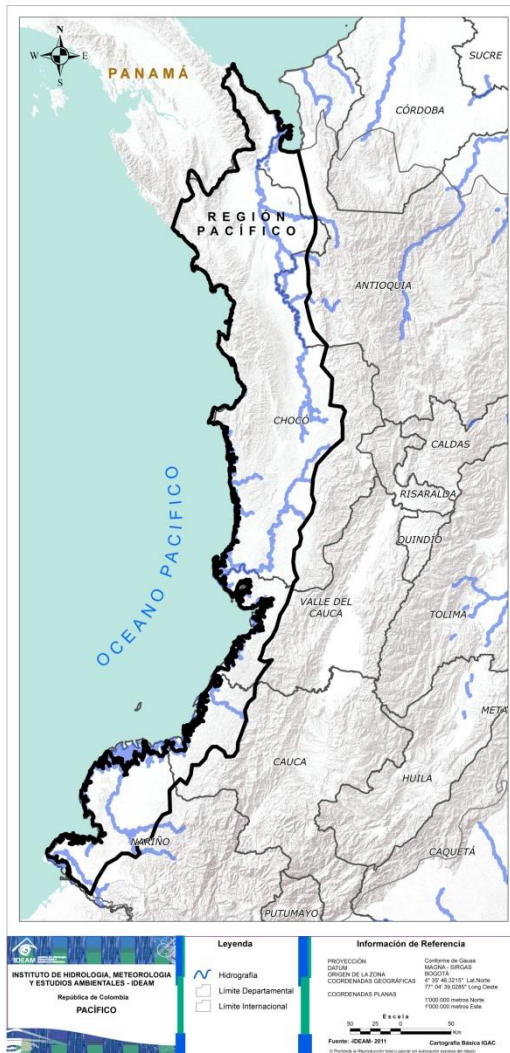 N
W E
S
PANAMÁ
SUCRE
CÓRDOBA
REGIÓN
PACÍFICO
ANTIOQUIA
CHOCÓ
CALDAS
RISARALDA
QUINDÍO
OCEANO PACIFICO
VALLE DEL
CAUCA
TOLIMA
META
CAUCA
HUILA
NARIÑO
CAQUETÁ
PUTUMAYO
IDEAM
INSTITUTO DE HIDROLOGIA, METEOROLOGIA
Y ESTUDIOS AMBIENTALES - IDEAM
República de Colombia
PACÍFICO
Leyenda
Hidrografia
Límite Departamental
Límite Internacional
Información de Referencia
PROYECCIÓN Conforme de Gauss
DATUM MAGNA - SIRGAS
ORIGEN DE LA ZONA BOGOTÁ
COORDENADAS GEOGRÁFICAS 4° 35' 46,3215" Lat.Norte
77° 04' 39,0285" Long Oeste
COORDENADAS PLANAS
1'000.000 metros Norte
1'000.000 metros Este
Escala
50 25 0 50
Km
Fuente: -IDEAM- 2011 Cartografía Básica IGAC